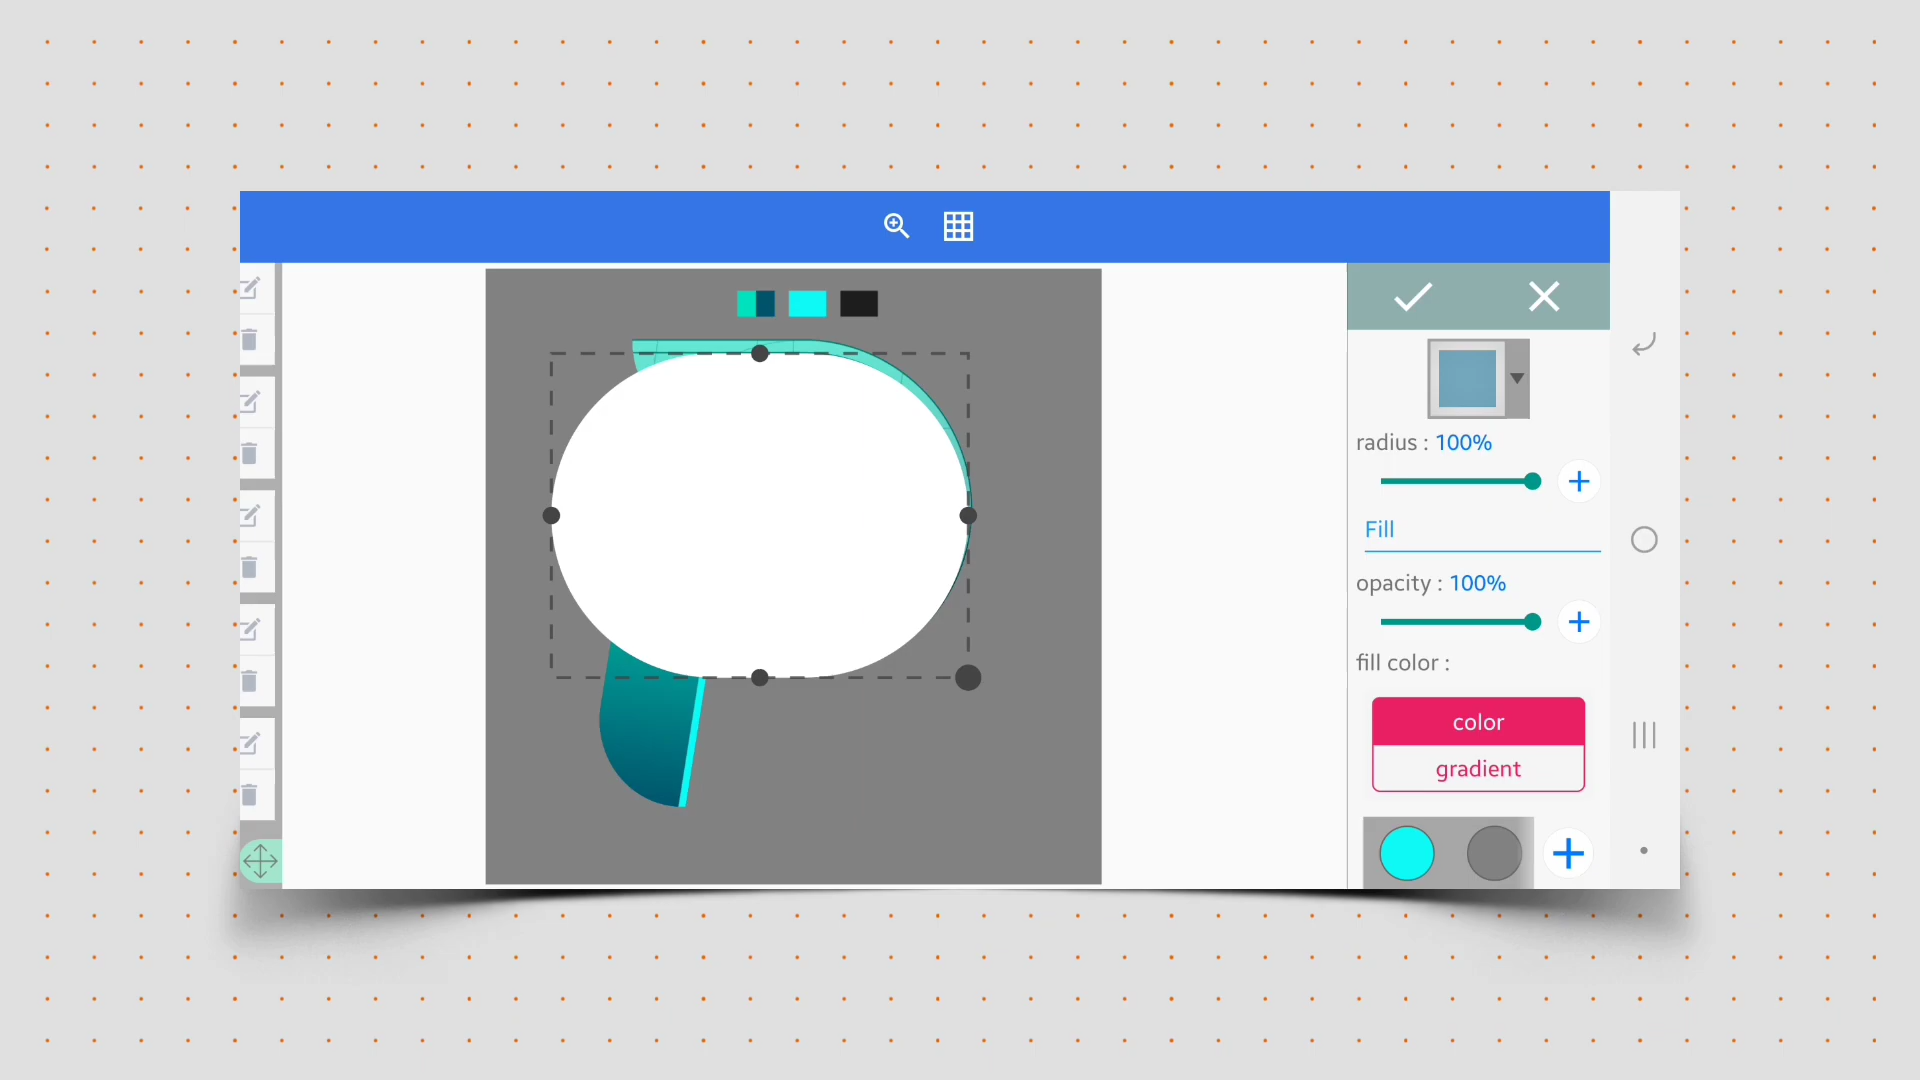 radius : 100%
Fill
opacity : 100%
fill color :
color
gradient